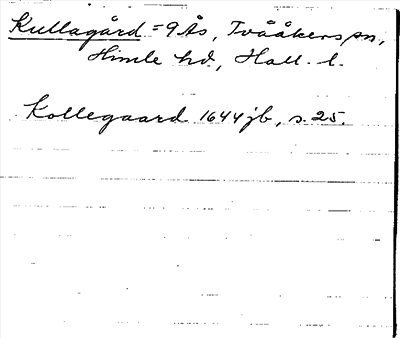 Kullagård = 9 Ås, Tvååkers sn,
Himle hd., Hall. l.
Kollegaard 1644 jb, s. 25.